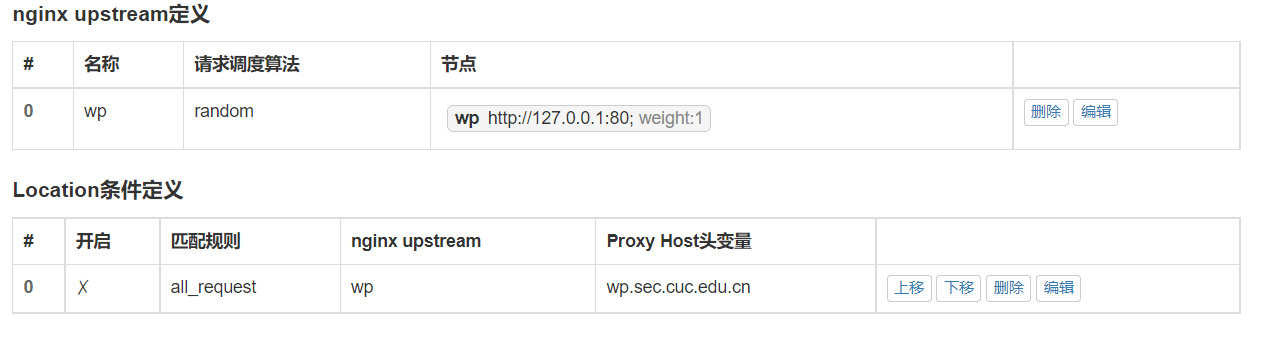 nginx upstream定义
# 名称 请求调度算法 节点
0 wp random wp http://127.0.0.1:80; weight:1 删除 编辑
Location条件定义
# 开启 匹配规则 nginx upstream Proxy Host头变量
0 ✗ all_request wp wp.sec.cuc.edu.cn 上移 下移 删除 编辑